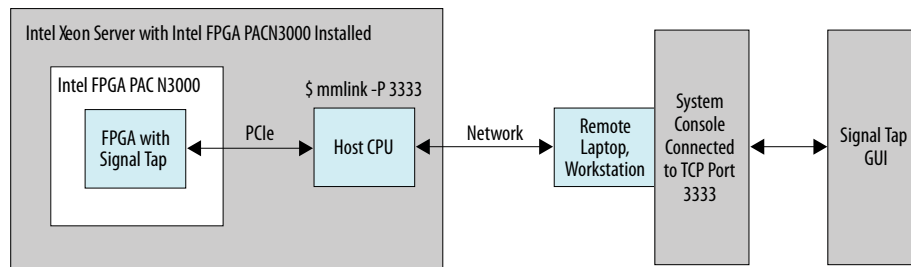 Intel Xeon Server with Intel FPGA PACN3000 Installed
Intel FPGA PAC N3000
FPGA with
Signal Tap
PCIe
$ mmlink -P 3333
Host CPU
Network
Remote
Laptop,
Workstation
System
Console
Connected
to TCP Port
3333
Signal Tap
GUI